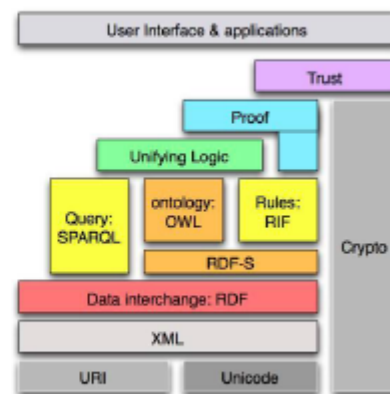 User Interface & applications
Trust
Proof
Unifying Logic
Query:
SPARQL
ontology:
OWL
Rules:
RIF
Crypto
RDF-S
Data interchange: RDF
XML
URI
Unicode